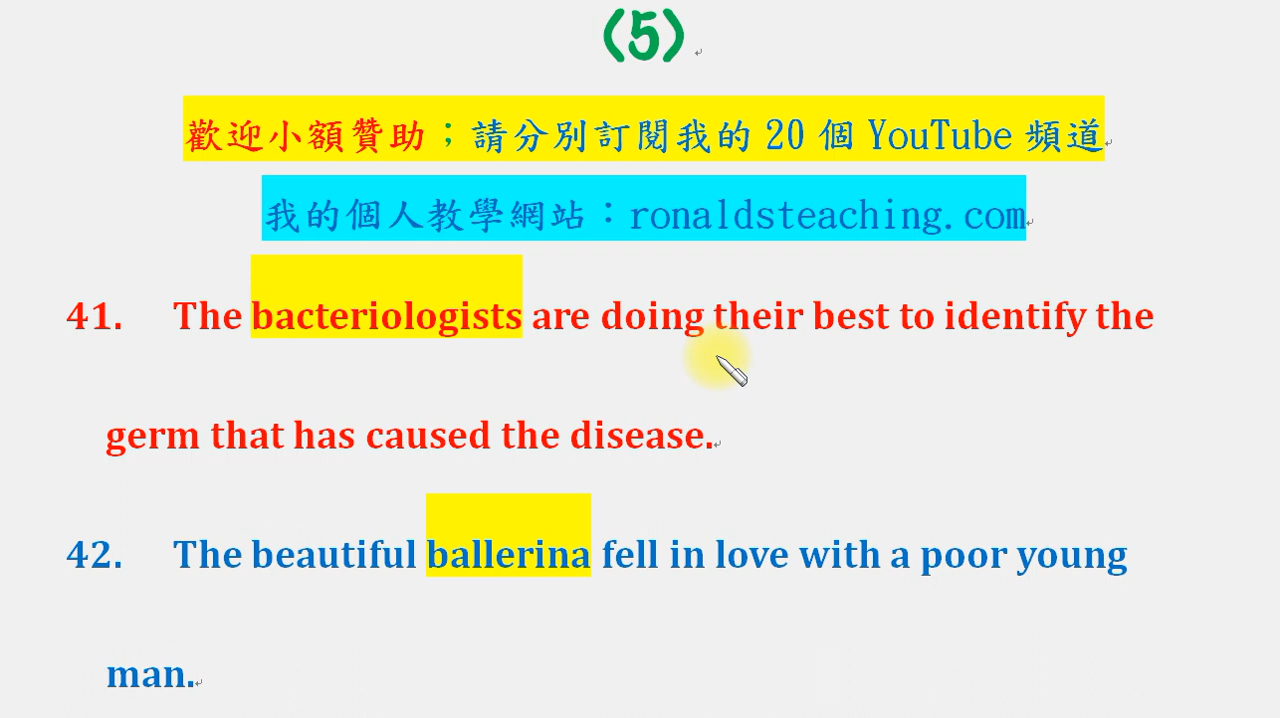 (5)
歡迎小額贊助；請分別訂閱我的 20 個 YouTube 頻道
我的個人教學網站：ronaldsteaching.com
41. The bacteriologists are doing their best to identify the
germ that has caused the disease.
42. The beautiful ballerina fell in love with a poor young
man.